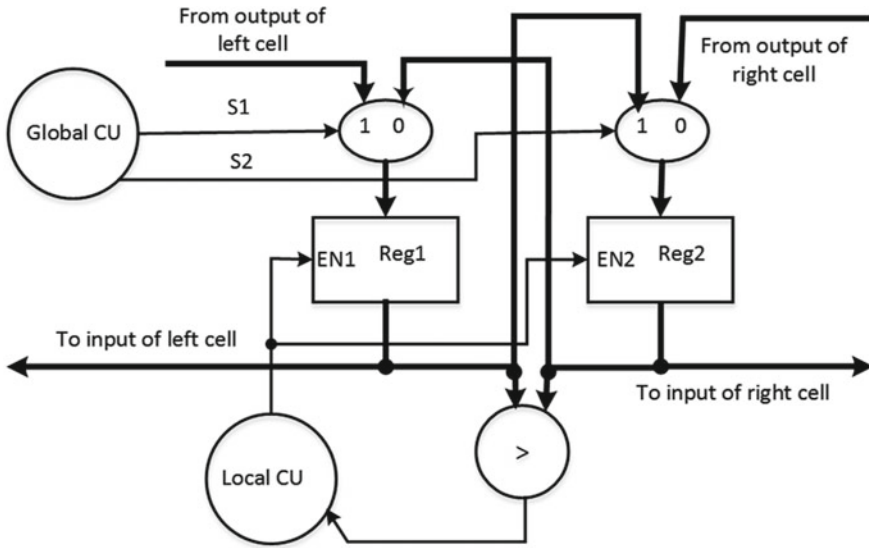 From output of
left cell
From output of
right cell
Global CU
S1
S2
1 0
1 0
EN1 Reg1
EN2 Reg2
To input of left cell
To input of right cell
Local CU
>